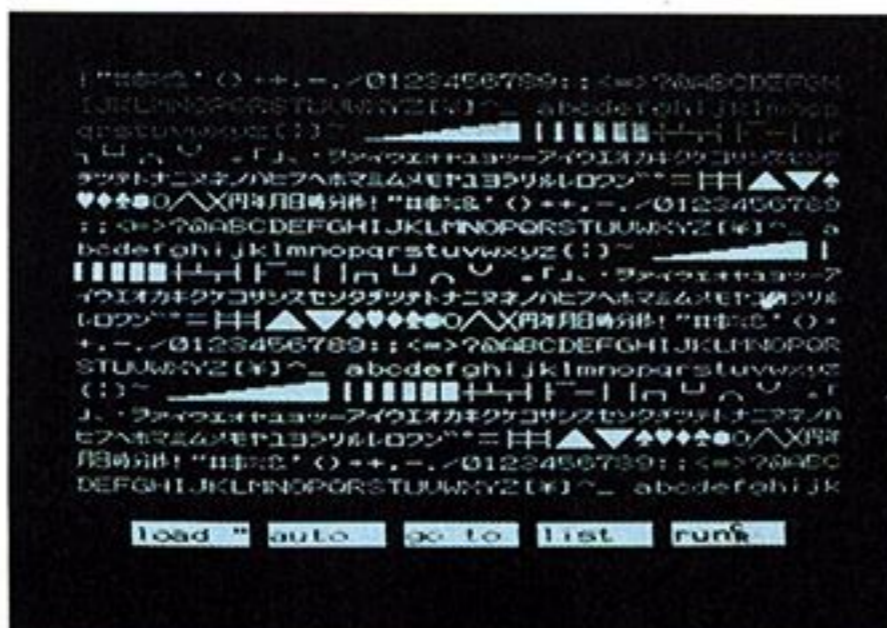 !"#$%&'()*+,-./0123456789:;<=>?@ABCDEFGH
IJKLMNOPQRSTUVWXYZ[¥]^_ abcdefghijklmnop
qrstuvwxyz{|}~
。「」、・ヲァィゥェォャュョッーアイウエオカキクケコサシスセソタ
チツテトナニヌネノハヒフヘホマミムメモヤユヨラリルレロワン゛゜═╪▲▼♠
♥♦♣●○╱╲╳円年月日時分秒!"#$%&'()*+,-./0123456789
:;<=>?@ABCDEFGHIJKLMNOPQRSTUVWXYZ[¥]^_ a
bcdefghijklmnopqrstuvwxyz{|}~
。「」、・ヲァィゥェォャュョッーア
イウエオカキクケコサシスセソタチツテトナニヌネノハヒフヘホマミムメモヤユヨラリル
レロワン゛゜═╪▲▼♠♥♦♣●○╱╲╳円年月日時分秒!"#$%&'()*
+,-./0123456789:;<=>?@ABCDEFGHIJKLMNOPQR
STUVWXYZ[¥]^_ abcdefghijklmnopqrstuvwxyz
{|}~ 。「
」、・ヲァィゥェォャュョッーアイウエオカキクケコサシスセソタチツテトナニヌネノハ
ヒフヘホマミムメモヤユヨラリルレロワン゛゜═╪▲▼♠♥♦♣●○╱╲╳円年
月日時分秒!"#$%&'()*+,-./0123456789:;<=>?@ABC
DEFGHIJKLMNOPQRSTUVWXYZ[¥]^_ abcdefghijk
load " auto go to list run